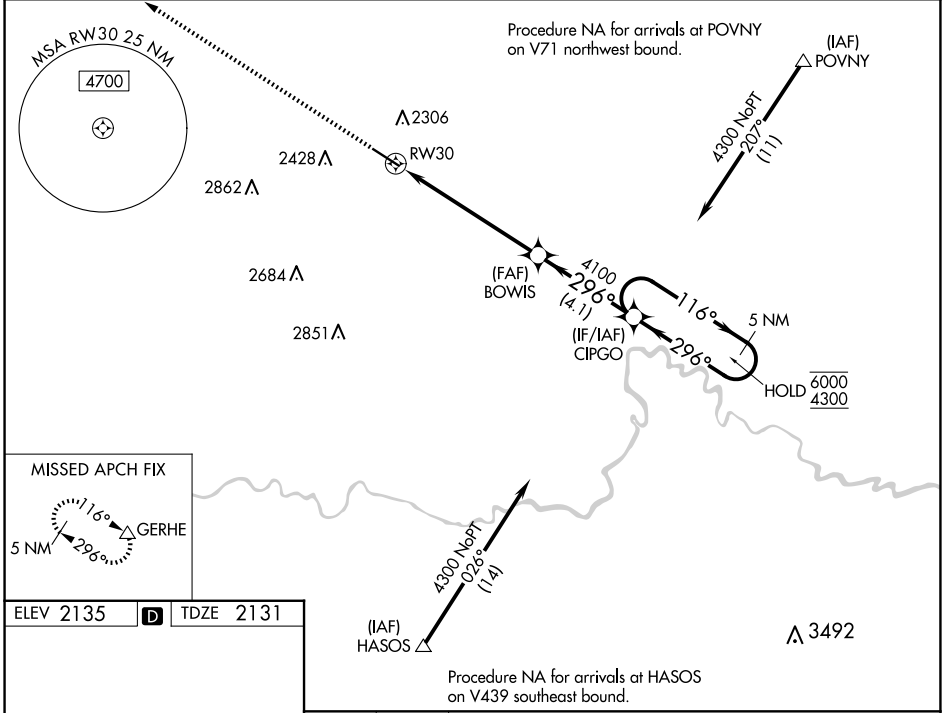 MSA RW30 25 NM
4700
Procedure NA for arrivals at POVNY
on V71 northwest bound.
(IAF)
POVNY
4300 NoPT
207°
(11)
2306
RW30
2428
2862
2684
2851
(FAF)
BOWIS
4100
296°
(4.1)
(IF/IAF)
CIPGO
116°
296°
5 NM
HOLD
6000
4300
MISSED APCH FIX
116°
GERHE
5 NM
296°
4300 NoPT
026°
(14)
ELEV 2135
D
TDZE 2131
(IAF)
HASOS
3492
Procedure NA for arrivals at HASOS
on V439 southeast bound.